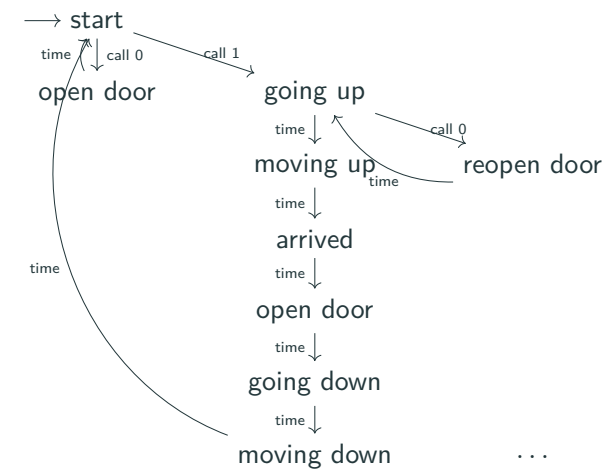 start
call 1
time
call 0
open door
going up
time
call 0
moving up
reopen door
time
time
arrived
time
time
open door
time
going down
time
moving down
...